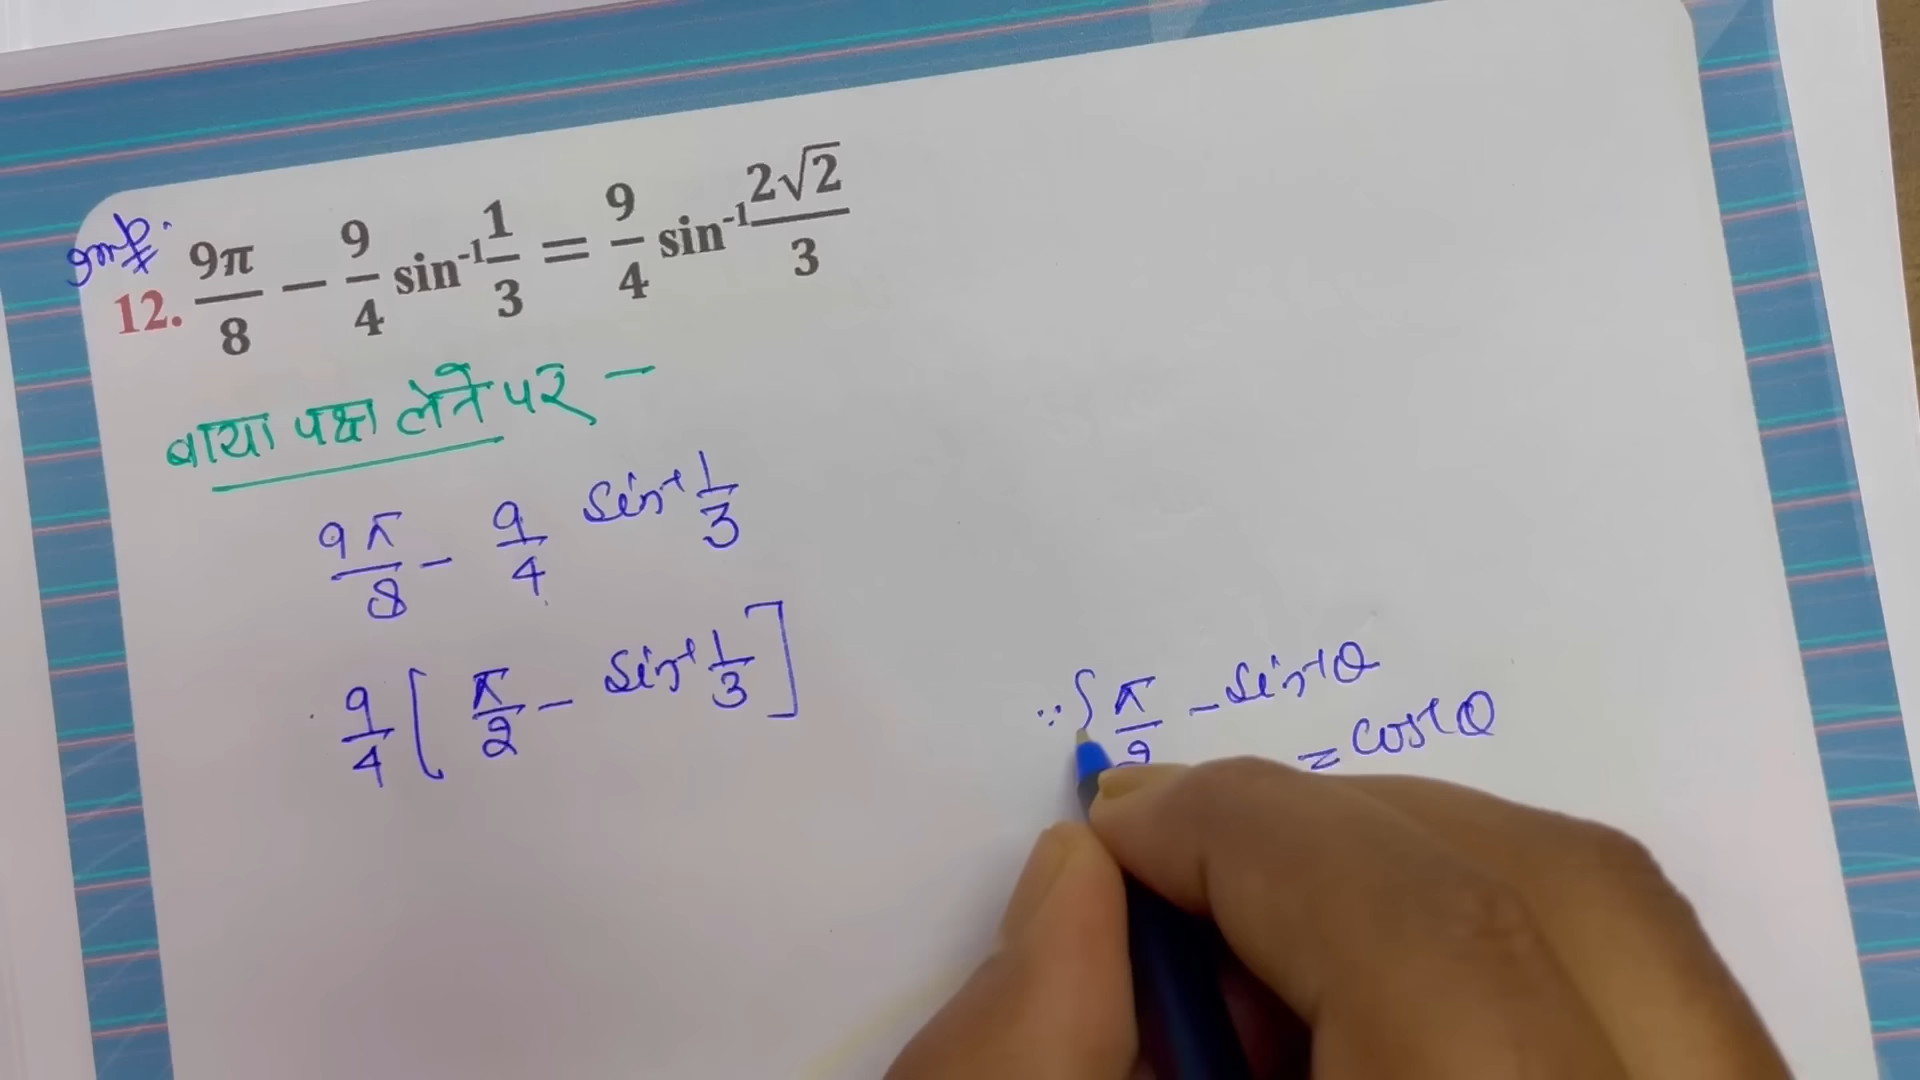 Imp.
12. 9π/8 − 9/4 sin⁻¹ 1/3 = 9/4 sin⁻¹ 2√2/3
बाया पक्ष लेने पर −
9π/8 − 9/4 sin⁻¹ 1/3
9/4 [ π/2 − sin⁻¹ 1/3 ]
∵ { π/2 − sin⁻¹θ
= cos⁻¹θ